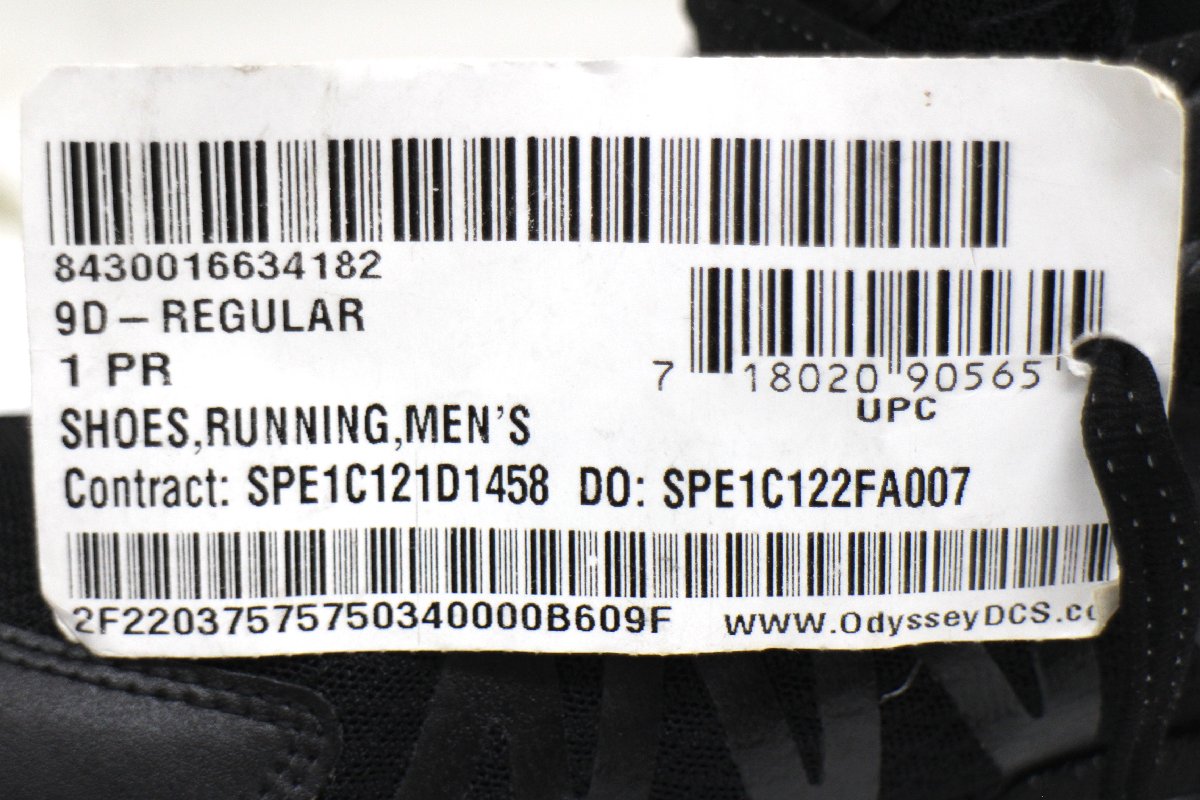 8430016634182
9D – REGULAR
1 PR
7 18020 90565
UPC
SHOES,RUNNING,MEN'S
Contract: SPE1C121D1458 DO: SPE1C122FA007
2F22037575750340000B609F www.OdysseyDCS.co